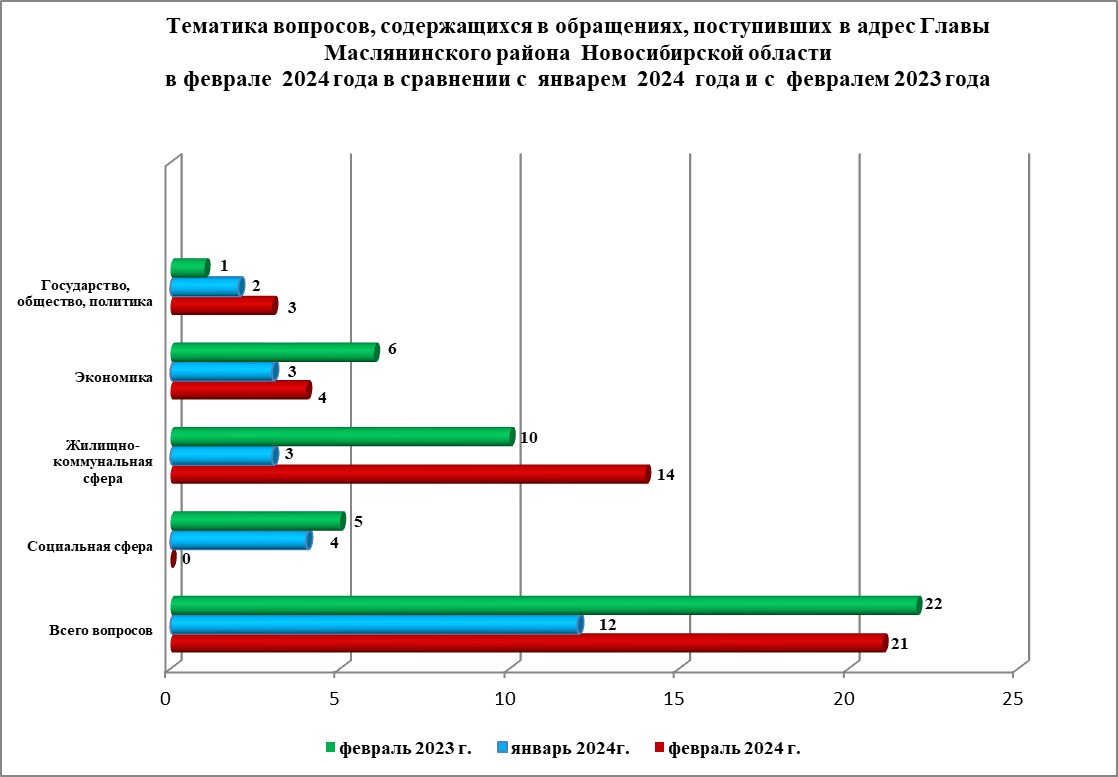 Тематика вопросов, содержащихся в обращениях, поступивших в адрес Главы
Маслянинского района Новосибирской области
в феврале 2024 года в сравнении с январем 2024 года и с февралем 2023 года
Государство,
общество, политика
1
2
3
Экономика
6
3
4
Жилищно-
коммунальная
сфера
10
3
14
Социальная сфера
5
4
0
Всего вопросов
22
12
21
0 5 10 15 20 25
февраль 2023 г. январь 2024г. февраль 2024 г.